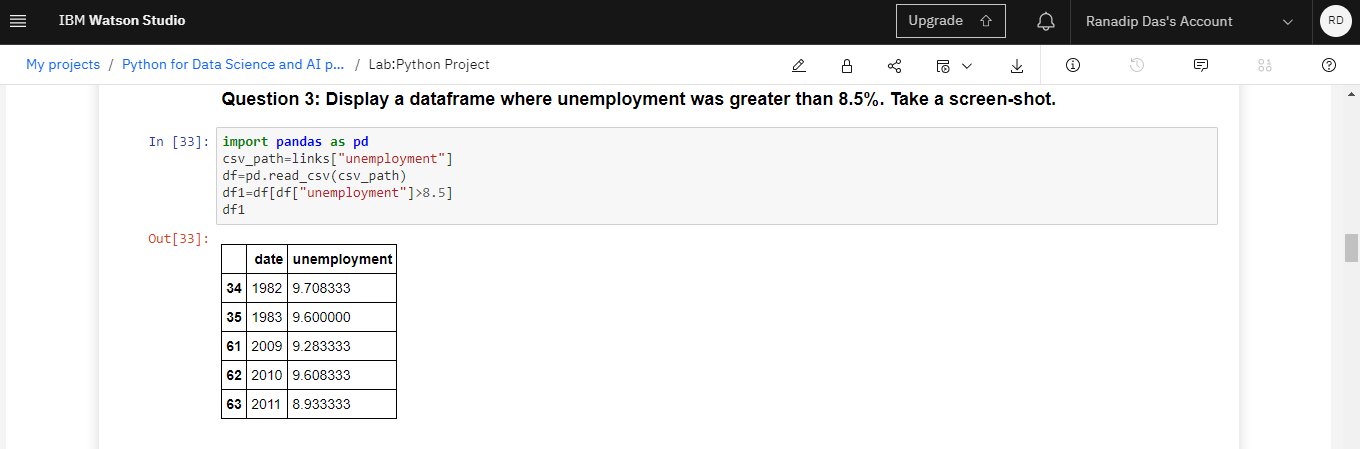 IBM Watson Studio
Upgrade
Ranadip Das's Account
RD
My projects / Python for Data Science and AI p... / Lab:Python Project
Question 3: Display a dataframe where unemployment was greater than 8.5%. Take a screen-shot.
In [33]:
import pandas as pd
csv_path=links["unemployment"]
df=pd.read_csv(csv_path)
df1=df[df["unemployment"]>8.5]
df1
Out[33]:
date unemployment
34 1982 9.708333
35 1983 9.600000
61 2009 9.283333
62 2010 9.608333
63 2011 8.933333